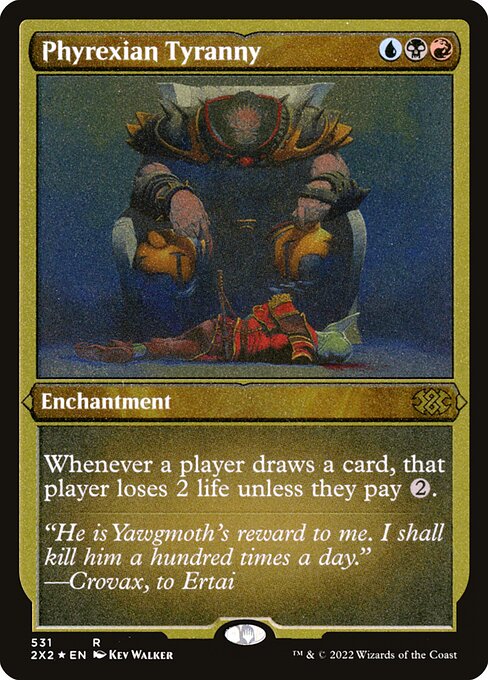 Phyrexian Tyranny
Enchantment
Whenever a player draws a card, that
player loses 2 life unless they pay 2.
“He is Yawgmoth’s reward to me. I shall
kill him a hundred times a day.”
—Crovax, to Ertai
531 R
2X2 ★ EN Kev Walker
™ & © 2022 Wizards of the Coast